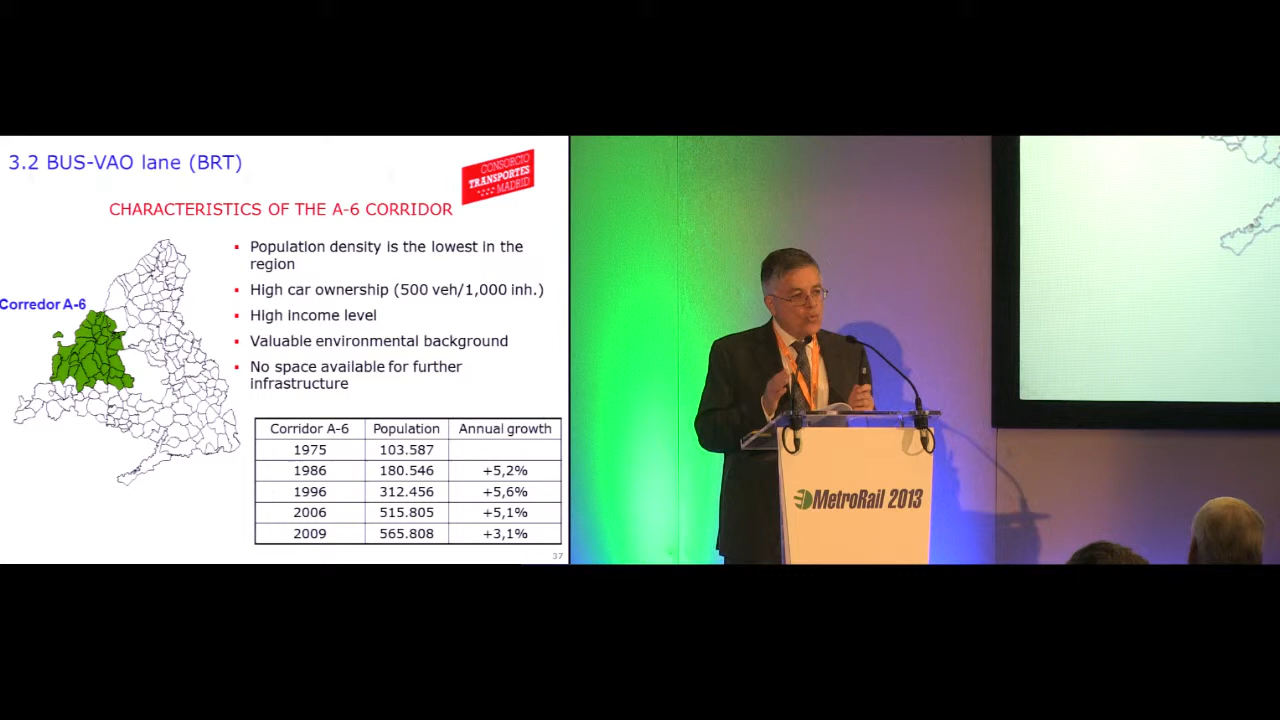 3.2 BUS-VAO lane (BRT)
CONSORCIO
TRANSPORTES
MADRID
CHARACTERISTICS OF THE A-6 CORRIDOR
Population density is the lowest in the
region
Corredor A-6
High car ownership (500 veh/1,000 inh.)
High income level
Valuable environmental background
No space available for further
infrastructure
Corridor A-6 Population Annual growth
1975 103.587
1986 180.546 +5,2%
1996 312.456 +5,6%
2006 515.805 +5,1%
2009 565.808 +3,1%
37
MetroRail 2013